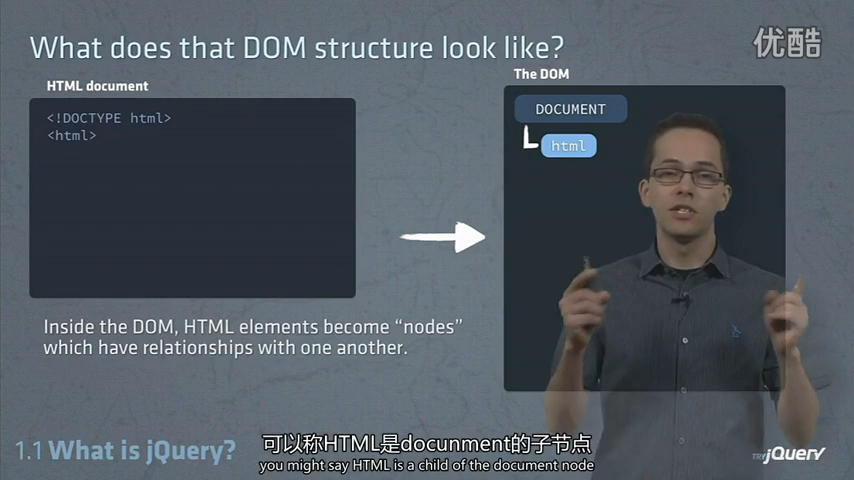 What does that DOM structure look like?
优酷
HTML document
The DOM
<!DOCTYPE html>
<html>
DOCUMENT
html
Inside the DOM, HTML elements become “nodes”
which have relationships with one another.
1.1 What is jQuery?
可以称HTML是docunment的子节点
you might say HTML is a child of the document node
TRY jQuery